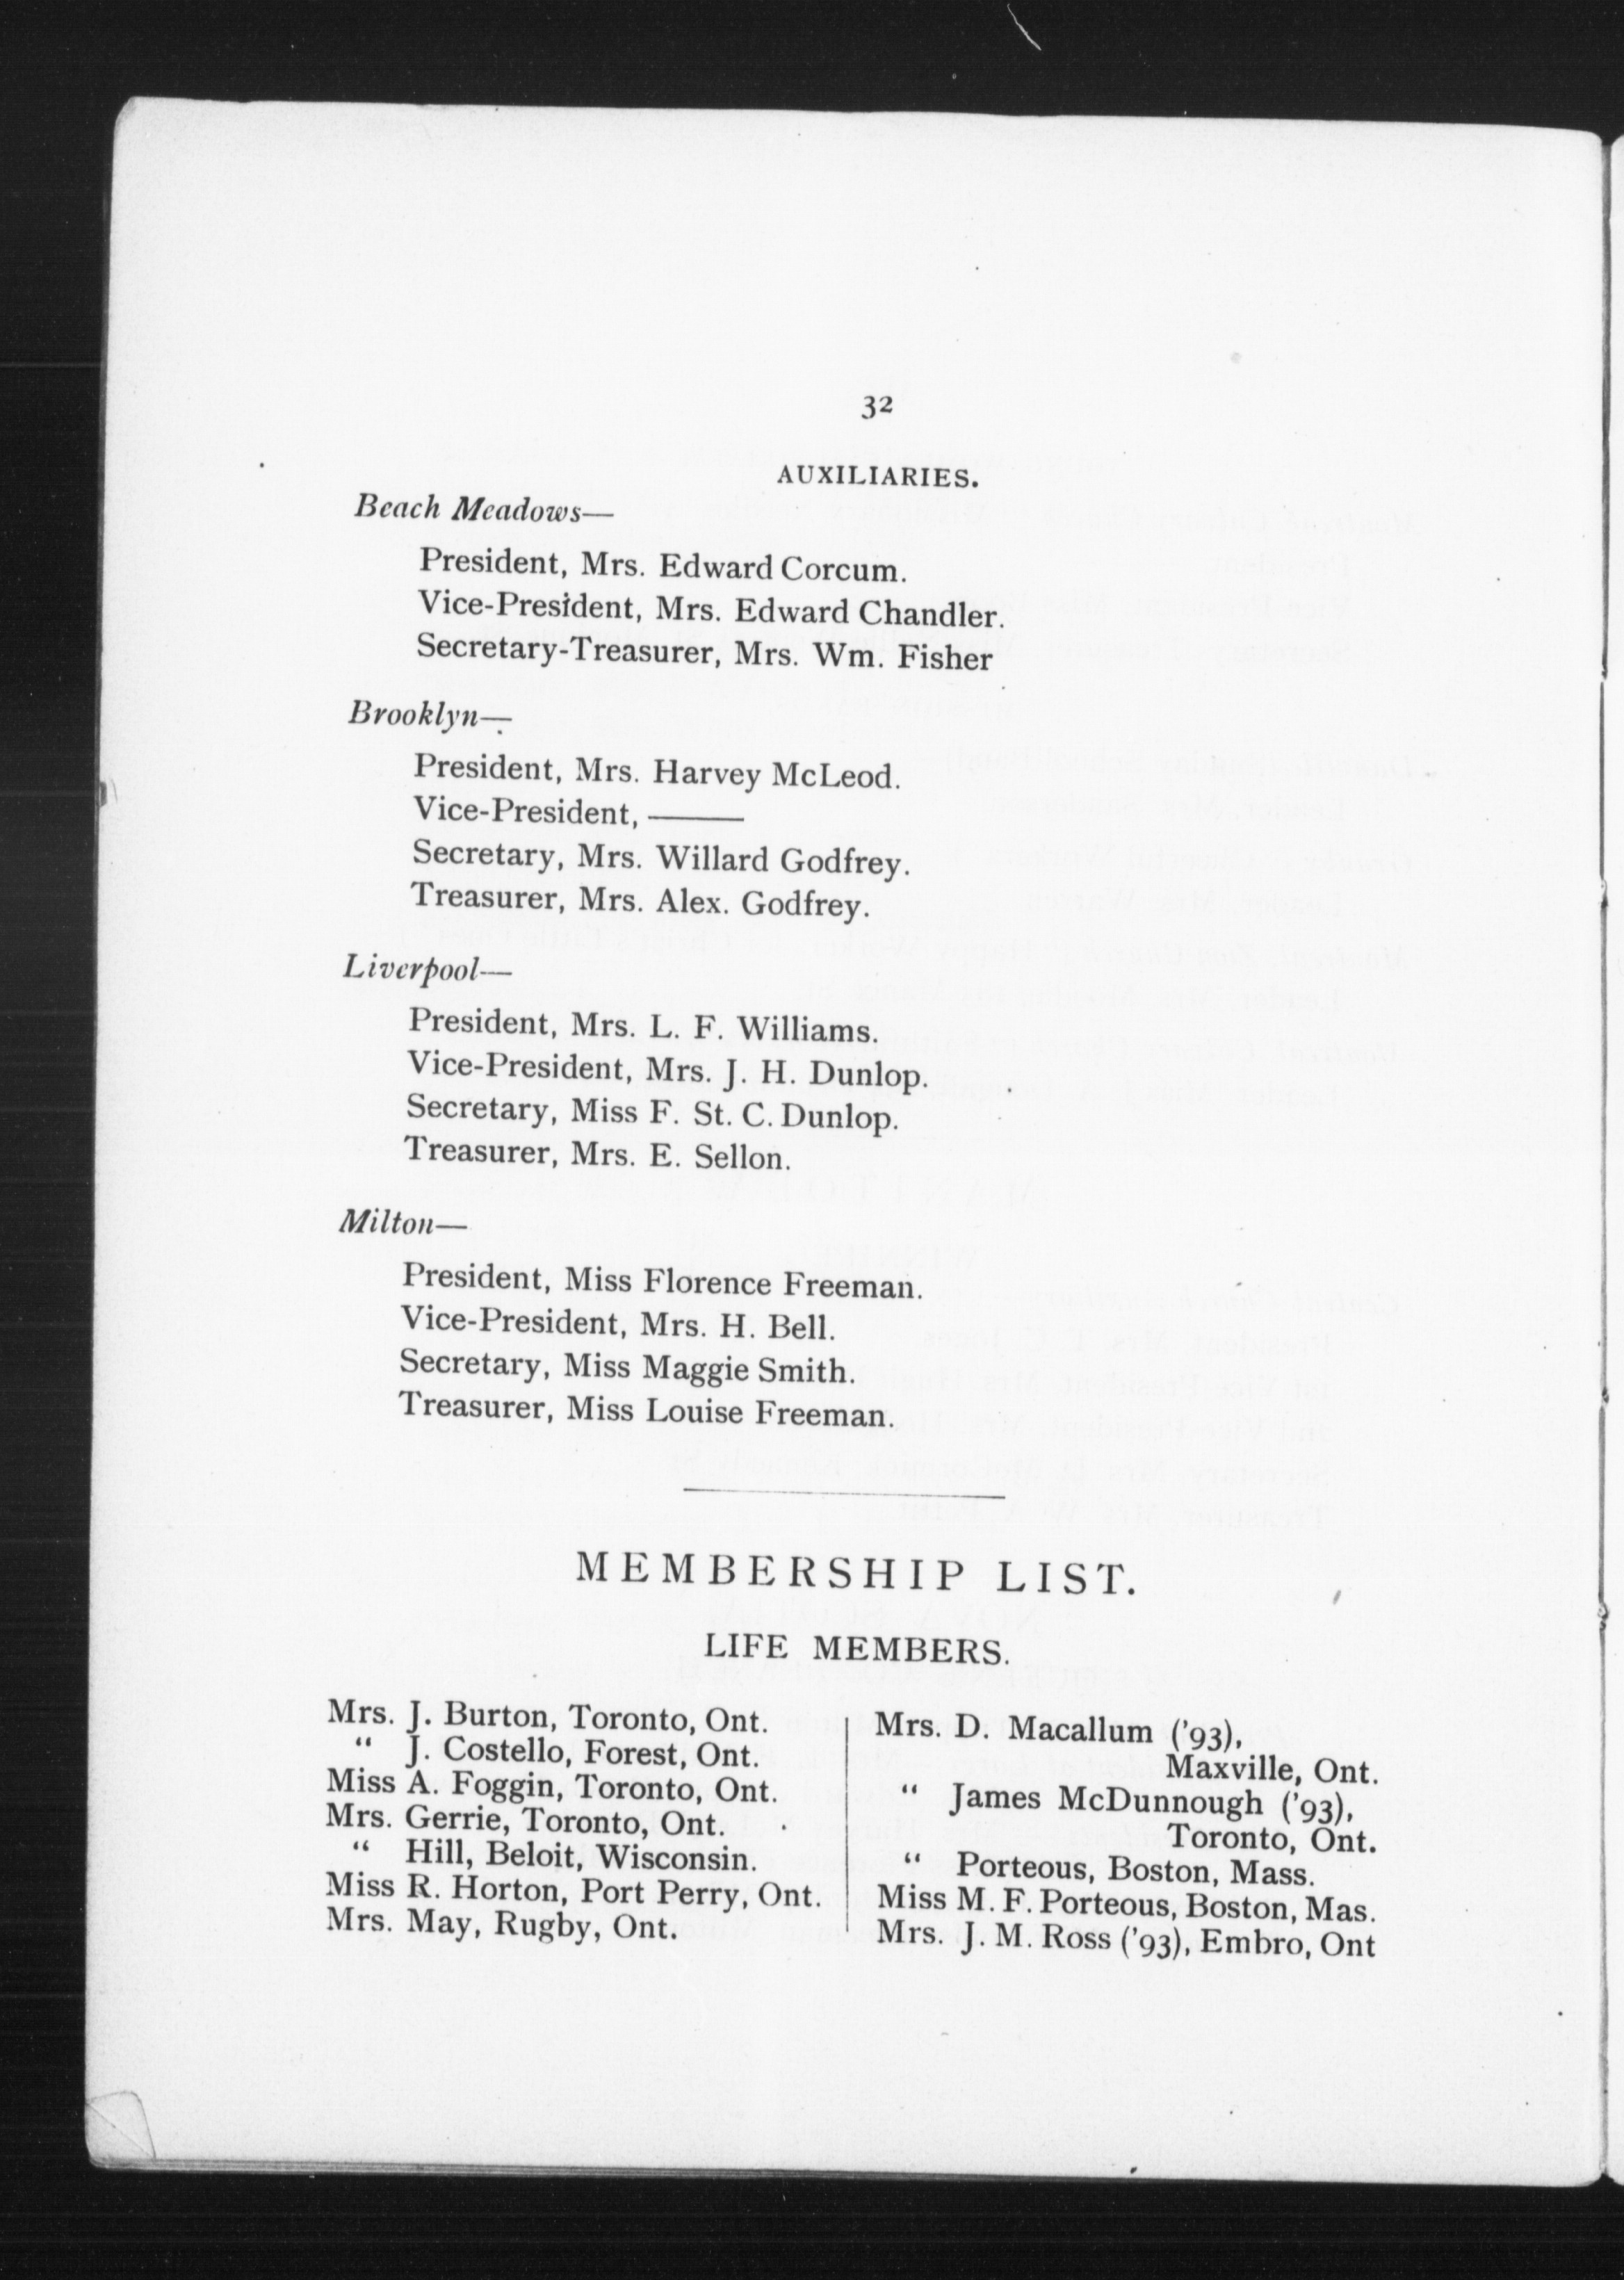 32
AUXILIARIES.
Beach Meadows—
President, Mrs. Edward Corcum.
Vice-President, Mrs. Edward Chandler.
Secretary-Treasurer, Mrs. Wm. Fisher
Brooklyn—
President, Mrs. Harvey McLeod.
Vice-President, ———
Secretary, Mrs. Willard Godfrey.
Treasurer, Mrs. Alex. Godfrey.
Liverpool—
President, Mrs. L. F. Williams.
Vice-President, Mrs. J. H. Dunlop.
Secretary, Miss F. St. C. Dunlop.
Treasurer, Mrs. E. Sellon.
Milton—
President, Miss Florence Freeman.
Vice-President, Mrs. H. Bell.
Secretary, Miss Maggie Smith.
Treasurer, Miss Louise Freeman.
MEMBERSHIP LIST.
LIFE MEMBERS.
Mrs. J. Burton, Toronto, Ont.
“ J. Costello, Forest, Ont.
Miss A. Foggin, Toronto, Ont.
Mrs. Gerrie, Toronto, Ont.
“ Hill, Beloit, Wisconsin.
Miss R. Horton, Port Perry, Ont.
Mrs. May, Rugby, Ont.
Mrs. D. Macallum (’93),
Maxville, Ont.
“ James McDunnough (’93),
Toronto, Ont.
“ Porteous, Boston, Mass.
Miss M. F. Porteous, Boston, Mas.
Mrs. J. M. Ross (’93), Embro, Ont